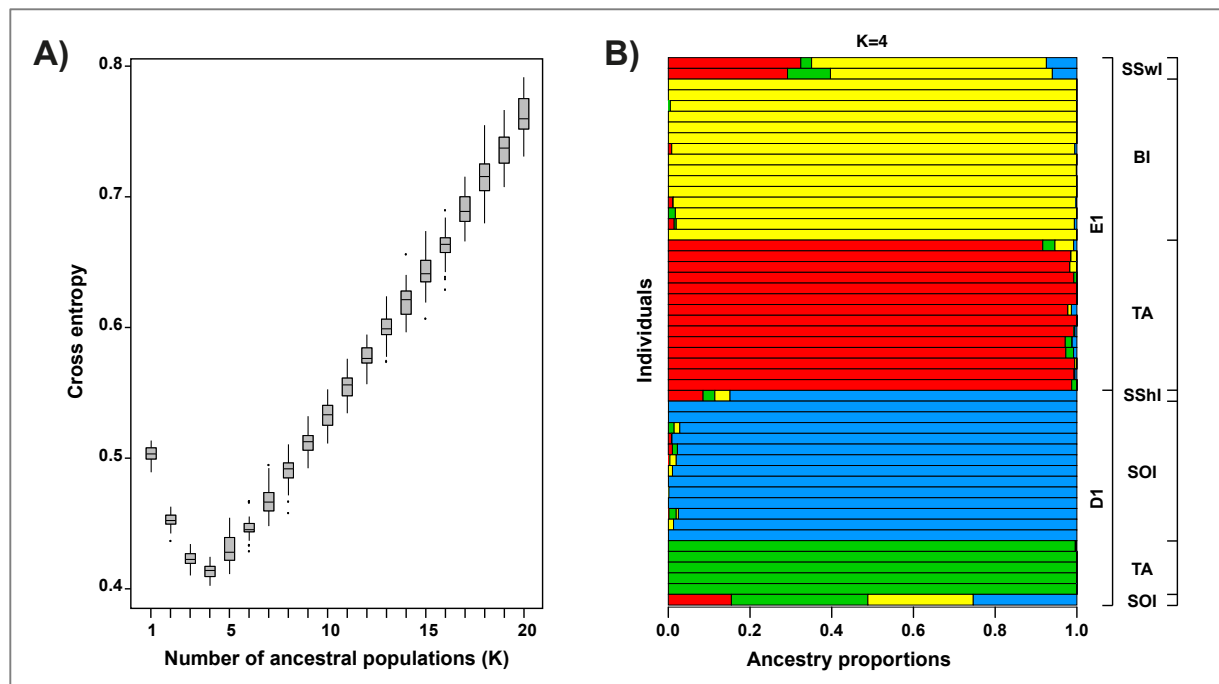 A)
0.8
0.7
0.6
0.5
0.4
Cross entropy
1
5
10
15
20
Number of ancestral populations (K)
B)
K=4
Individuals
0.0
0.2
0.4
0.6
0.8
1.0
Ancestry proportions
E1
D1
SSwI
BI
TA
SShI
SOI
TA
SOI